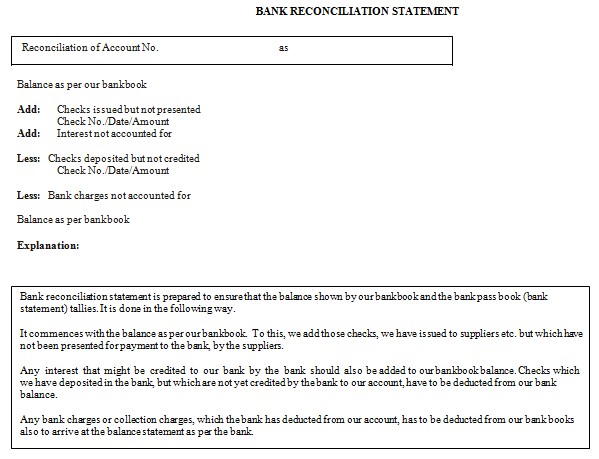 BANK RECONCILIATION STATEMENT
Reconciliation of Account No. as
Balance as per our bankbook
Add: Checks issued but not presented
Check No./Date/Amount
Add: Interest not accounted for
Less: Checks deposited but not credited
Check No./Date/Amount
Less: Bank charges not accounted for
Balance as per bankbook
Explanation:
Bank reconciliation statement is prepared to ensure that the balance shown by our bankbook and the bank pass book (bank
statement) tallies. It is done in the following way.
It commences with the balance as per our bankbook. To this, we add those checks, we have issued to suppliers etc. but which have
not been presented for payment to the bank, by the suppliers.
Any interest that might be credited to our bank by the bank should also be added to our bankbook balance. Checks which
we have deposited in the bank, but which are not yet credited by the bank to our account, have to be deducted from our bank
balance.
Any bank charges or collection charges, which the bank has deducted from our account, has to be deducted from our bank books
also to arrive at the balance statement as per the bank.